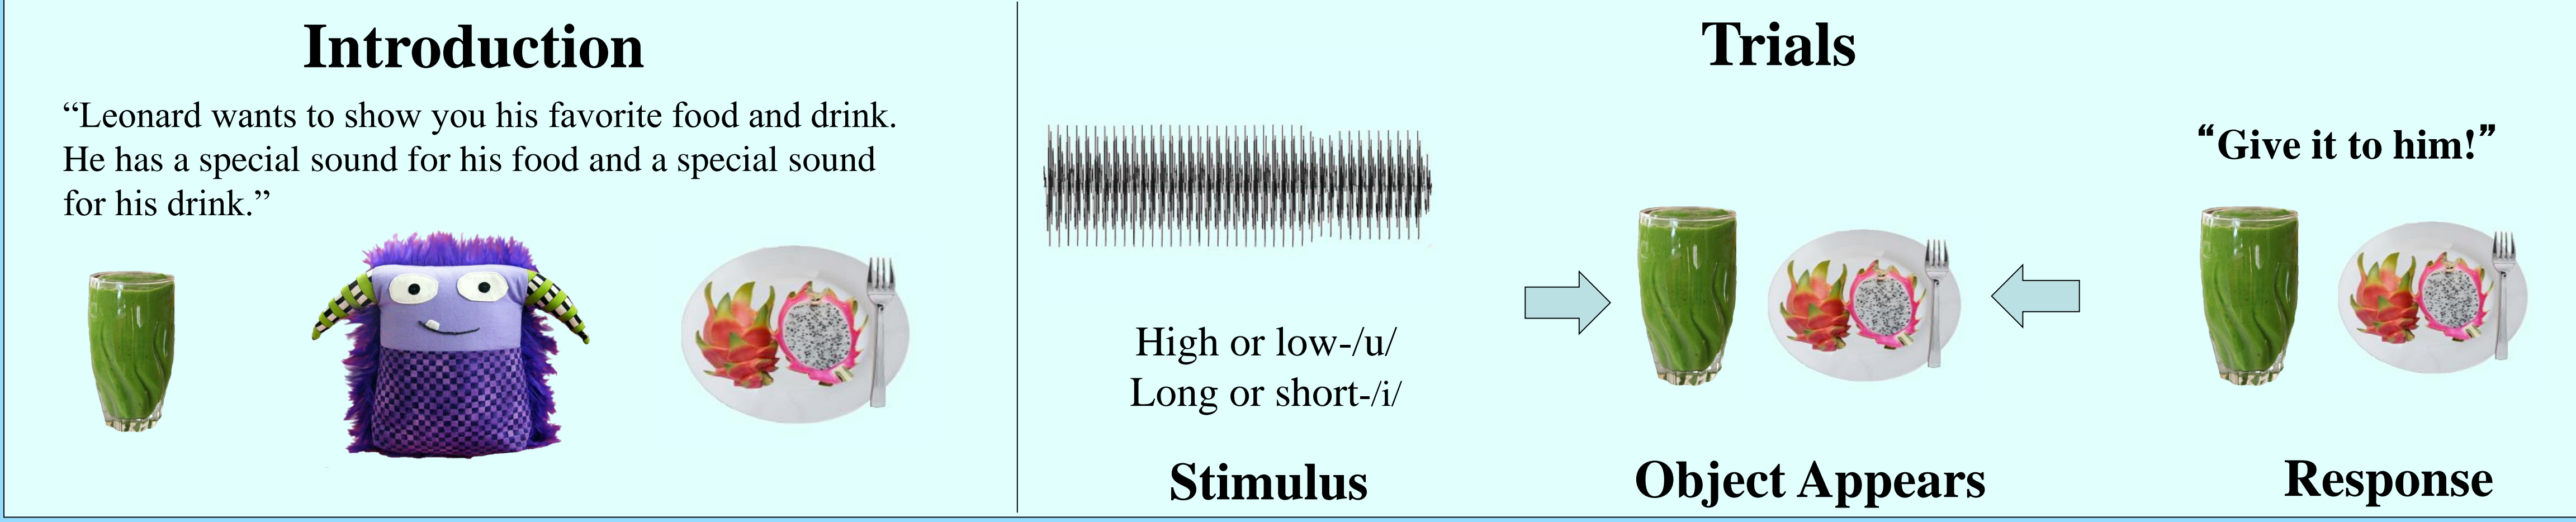 Introduction
“Leonard wants to show you his favorite food and drink.
He has a special sound for his food and a special sound
for his drink.”
Trials
High or low-/u/
Long or short-/i/
Stimulus
Object Appears
“Give it to him!”
Response